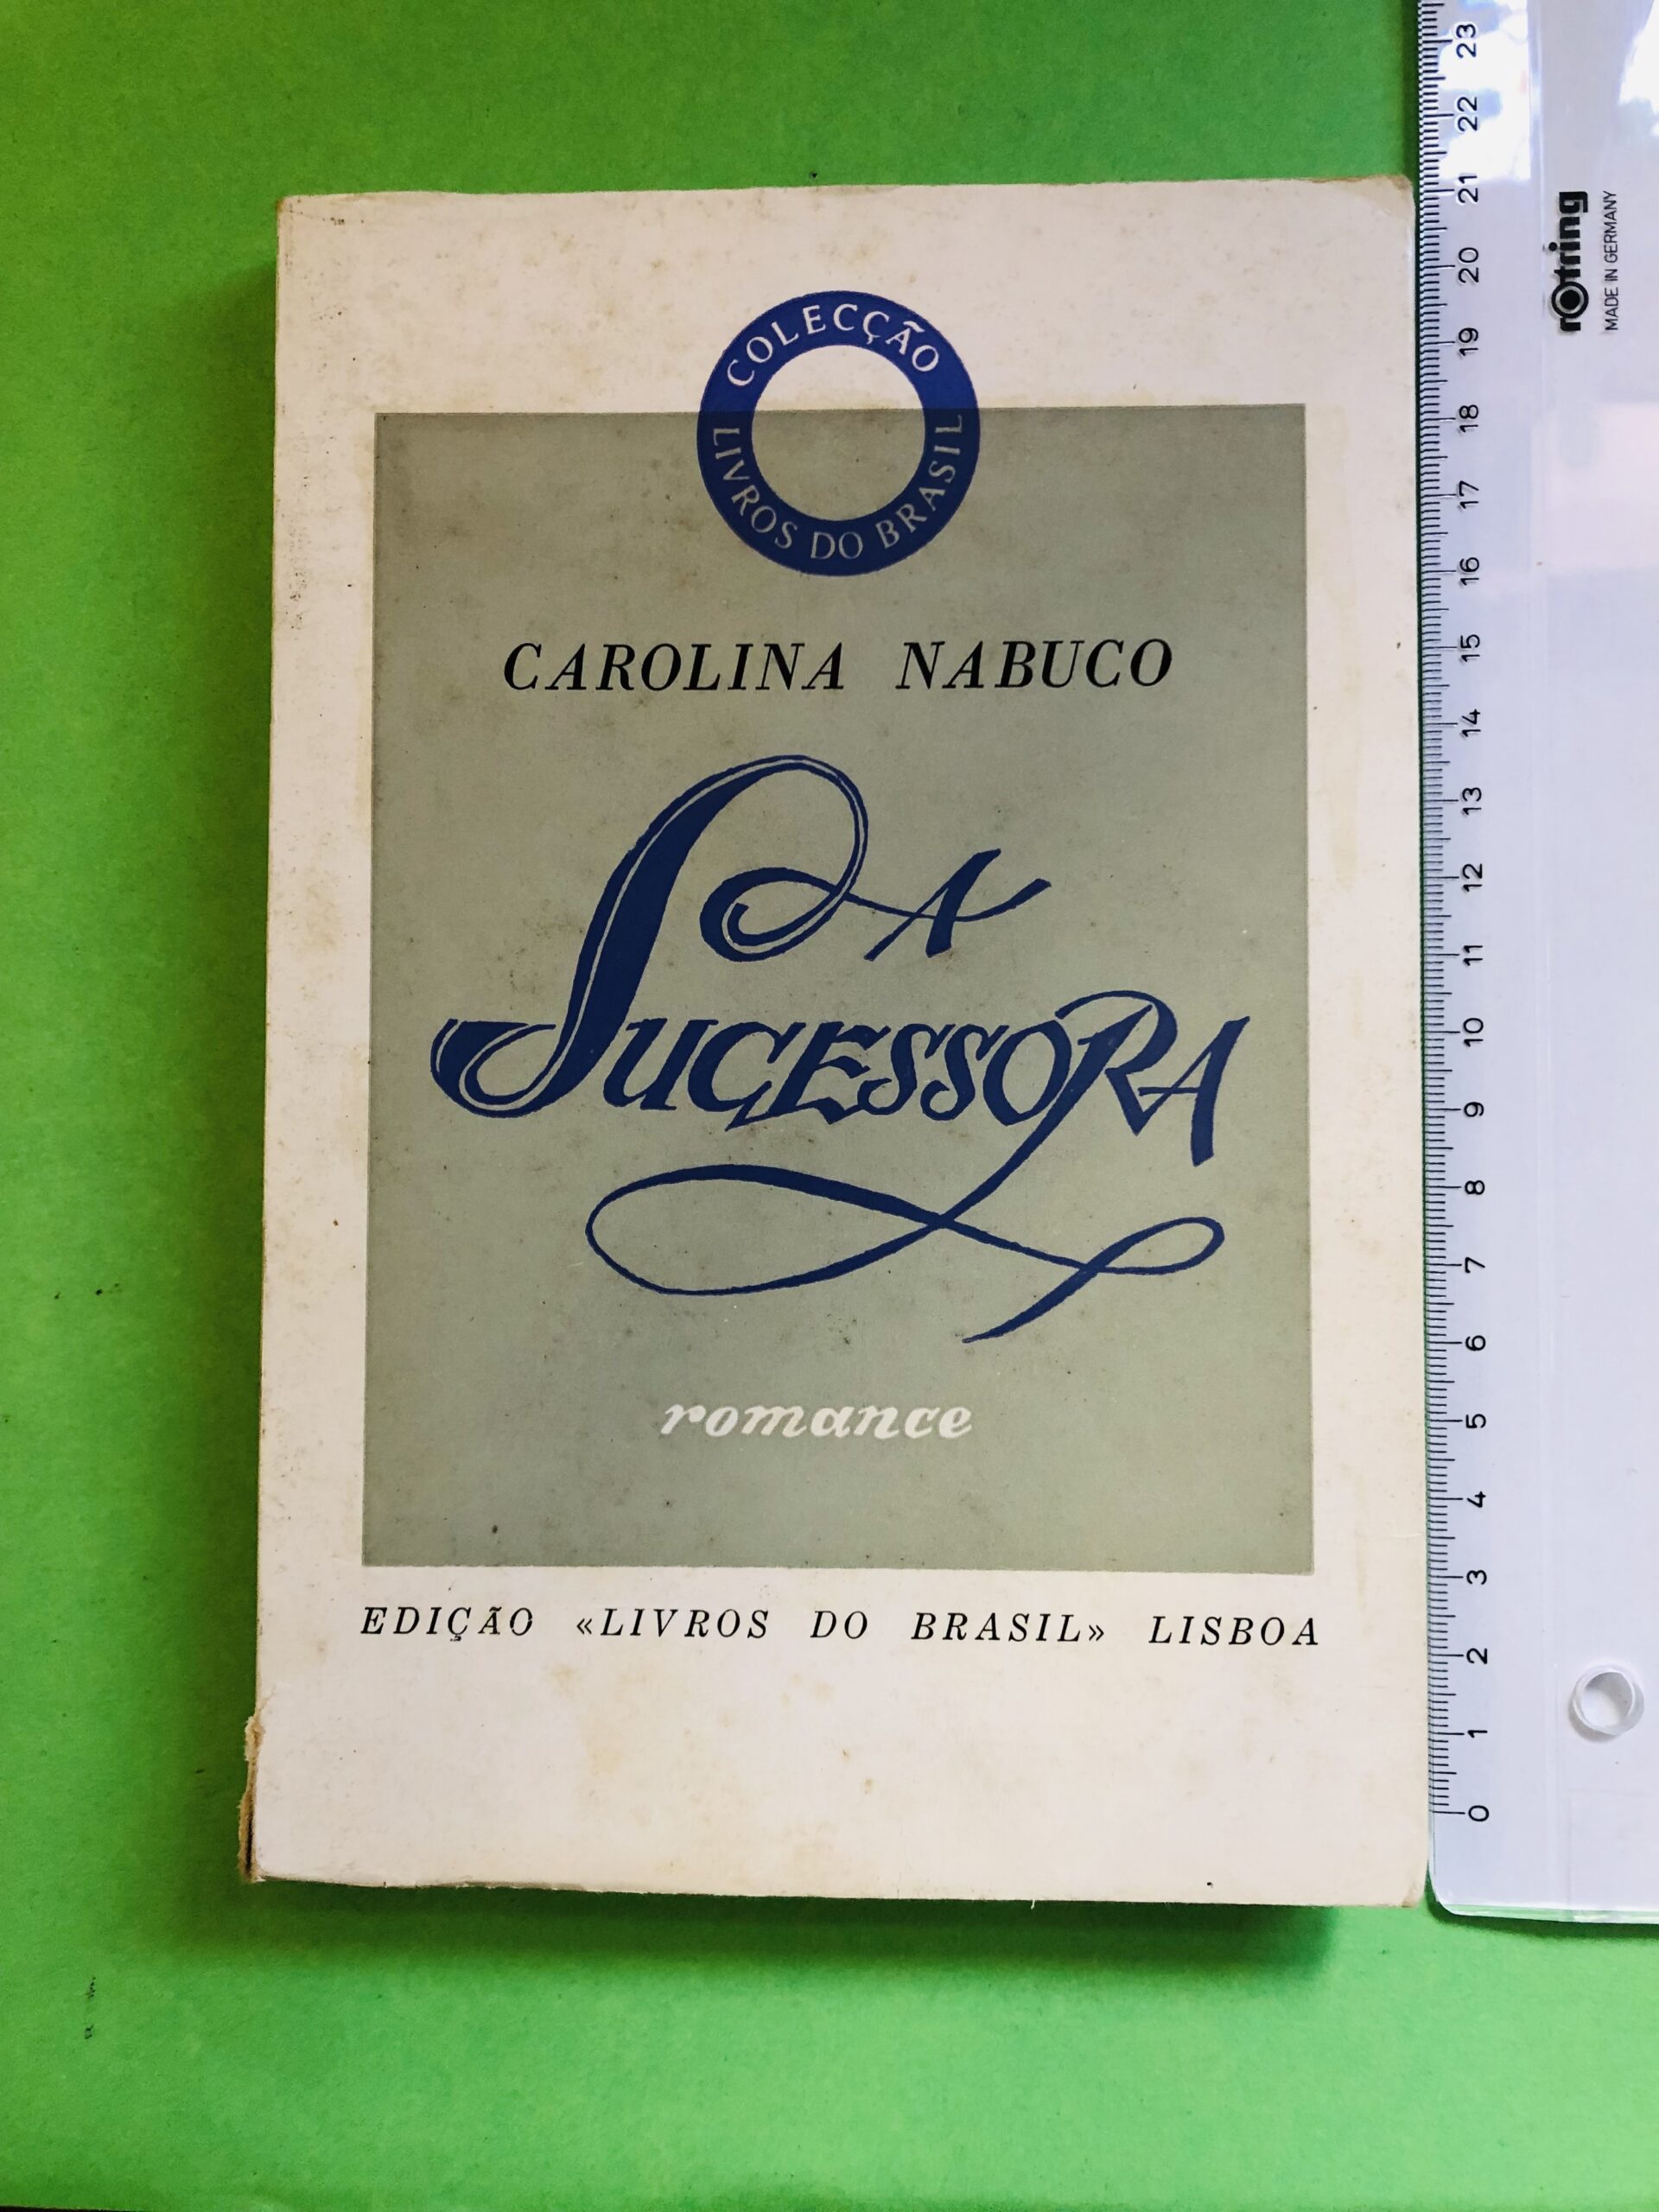 COLECÇÃO
LIVROS DO BRASIL
CAROLINA NABUCO
A
SUCESSORA
romance
EDIÇÃO «LIVROS DO BRASIL» LISBOA
23
22
21
20
19
18
17
16
15
14
13
12
11
10
9
8
7
6
5
4
3
2
1
0
rotring
MADE IN GERMANY